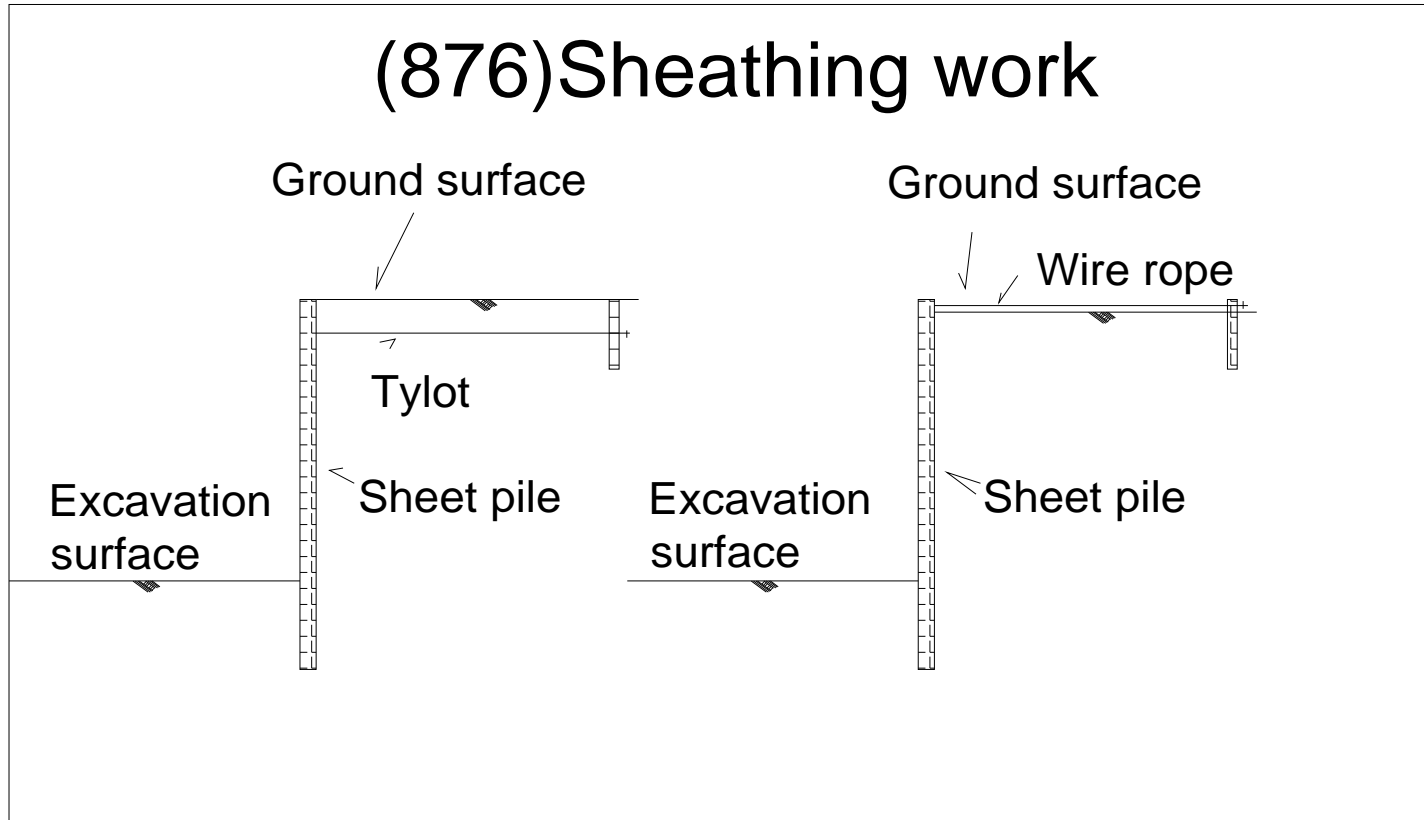 (876)Sheathing work
Ground surface
Tylot
Sheet pile
Excavation
surface
Ground surface
Wire rope
Sheet pile
Excavation
surface